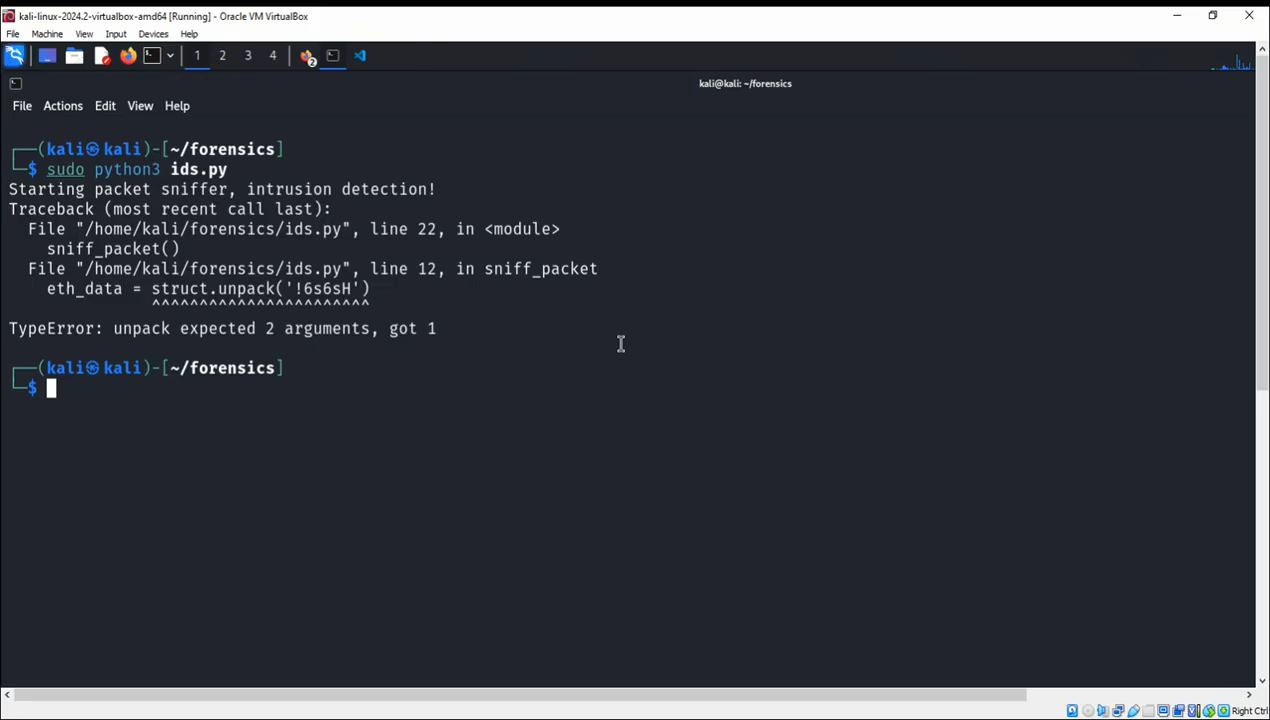 kali-linux-2024.2-virtualbox-amd64 [Running] - Oracle VM VirtualBox
File Machine View Input Devices Help
1 2 3 4 2
kali@kali: ~/forensics
File Actions Edit View Help
┌──(kali㉿kali)-[~/forensics]
└─$ sudo python3 ids.py
Starting packet sniffer, intrusion detection!
Traceback (most recent call last):
  File "/home/kali/forensics/ids.py", line 22, in <module>
    sniff_packet()
  File "/home/kali/forensics/ids.py", line 12, in sniff_packet
    eth_data = struct.unpack('!6s6sH')
               ^^^^^^^^^^^^^^^^^^^^^^^
TypeError: unpack expected 2 arguments, got 1
┌──(kali㉿kali)-[~/forensics]
└─$
Right Ctrl